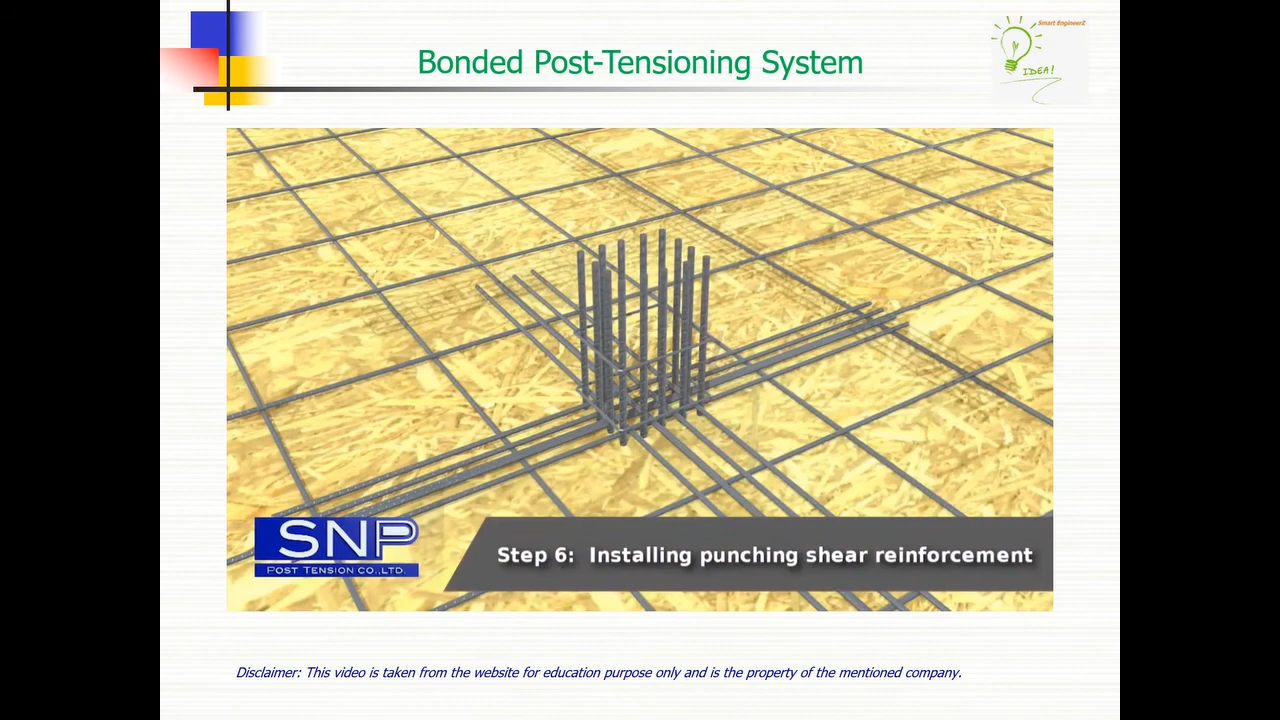 Smart EngineerZ
IDEA!
Bonded Post-Tensioning System
SNP
POST TENSION CO.,LTD.
Step 6: Installing punching shear reinforcement
Disclaimer: This video is taken from the website for education purpose only and is the property of the mentioned company.